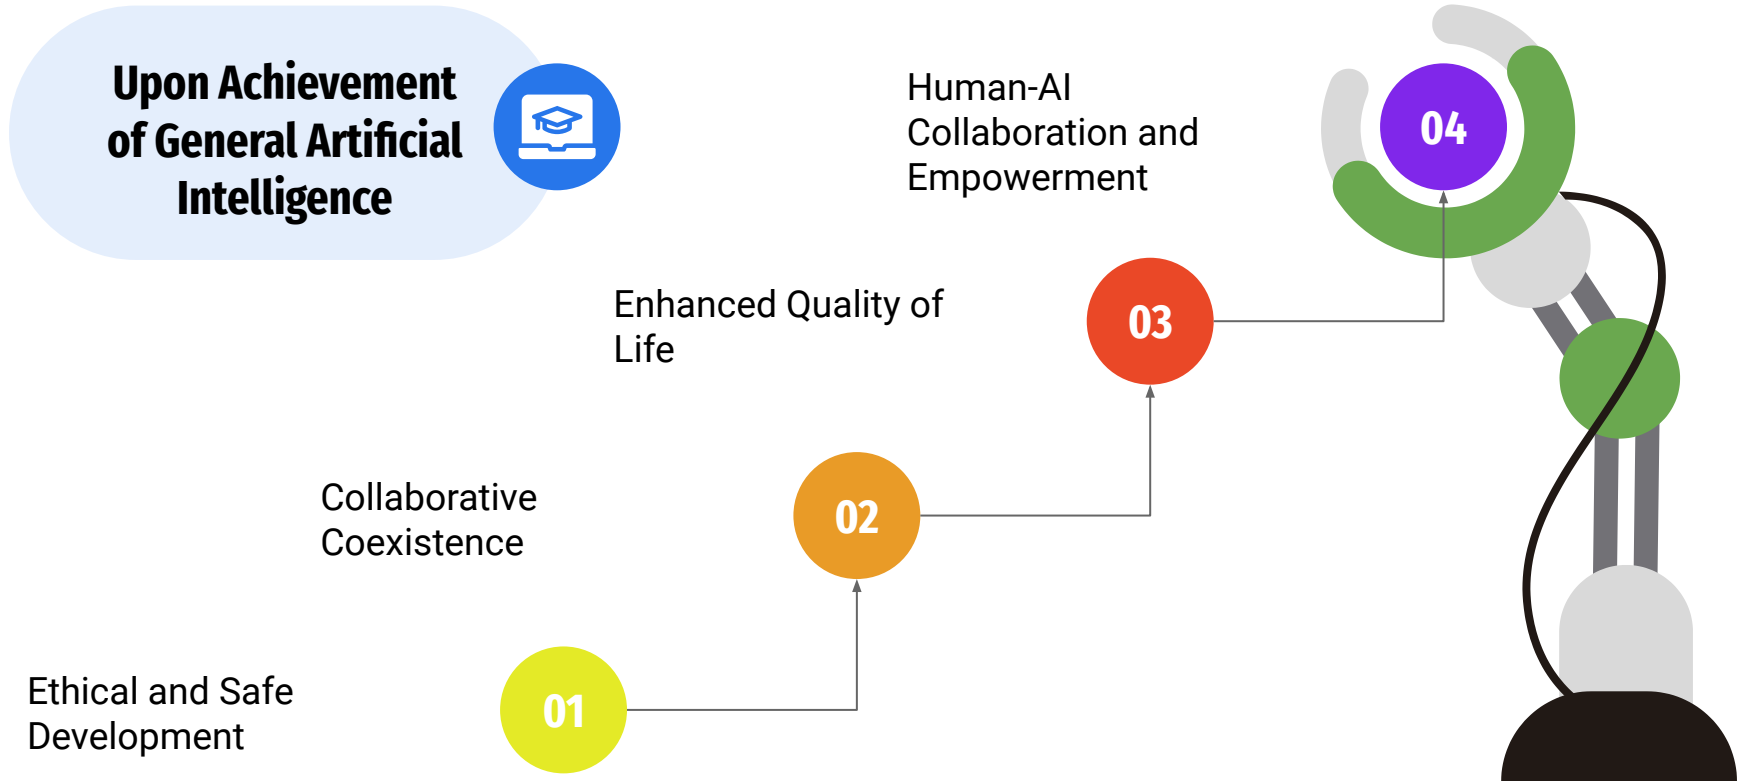 Upon Achievement
of General Artificial
Intelligence
Human-AI
Collaboration and
Empowerment
04
Enhanced Quality of
Life
03
Collaborative
Coexistence
02
Ethical and Safe
Development
01